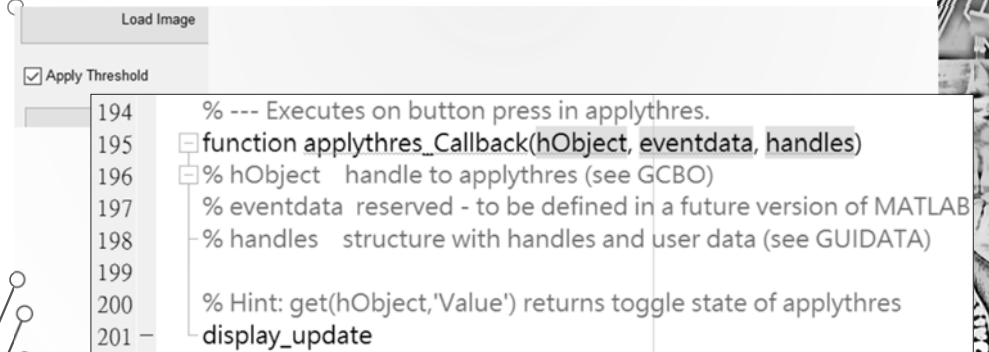 Load Image
Apply Threshold
194 % --- Executes on button press in applythres.
195 function applythres_Callback(hObject, eventdata, handles)
196 % hObject    handle to applythres (see GCBO)
197 % eventdata  reserved - to be defined in a future version of MATLAB
198 % handles    structure with handles and user data (see GUIDATA)
199
200 % Hint: get(hObject,'Value') returns toggle state of applythres
201 display_update